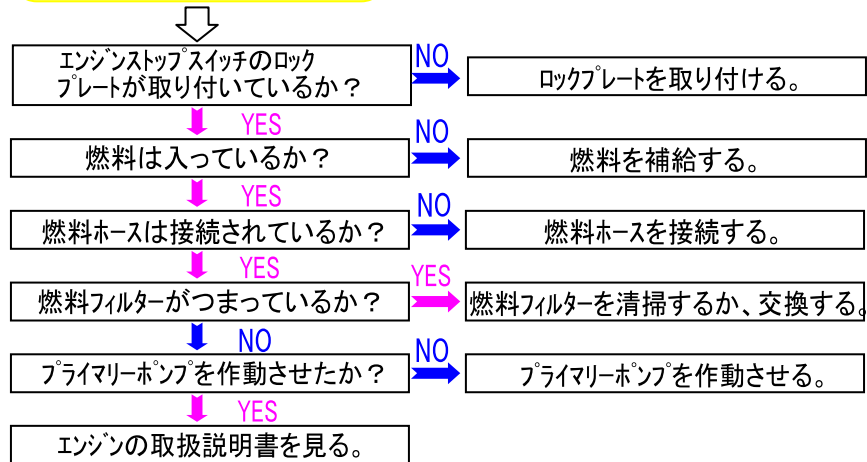 エンジンストップスイッチのロック
プレートが取り付いているか？
NO
ロックプレートを取り付ける。
YES
燃料は入っているか？
NO
燃料を補給する。
YES
燃料ホースは接続されているか？
NO
燃料ホースを接続する。
YES
燃料フィルターがつまっているか？
YES
燃料フィルターを清掃するか、交換する。
NO
プライマリーポンプを作動させたか？
NO
プライマリーポンプを作動させる。
YES
エンジンの取扱説明書を見る。